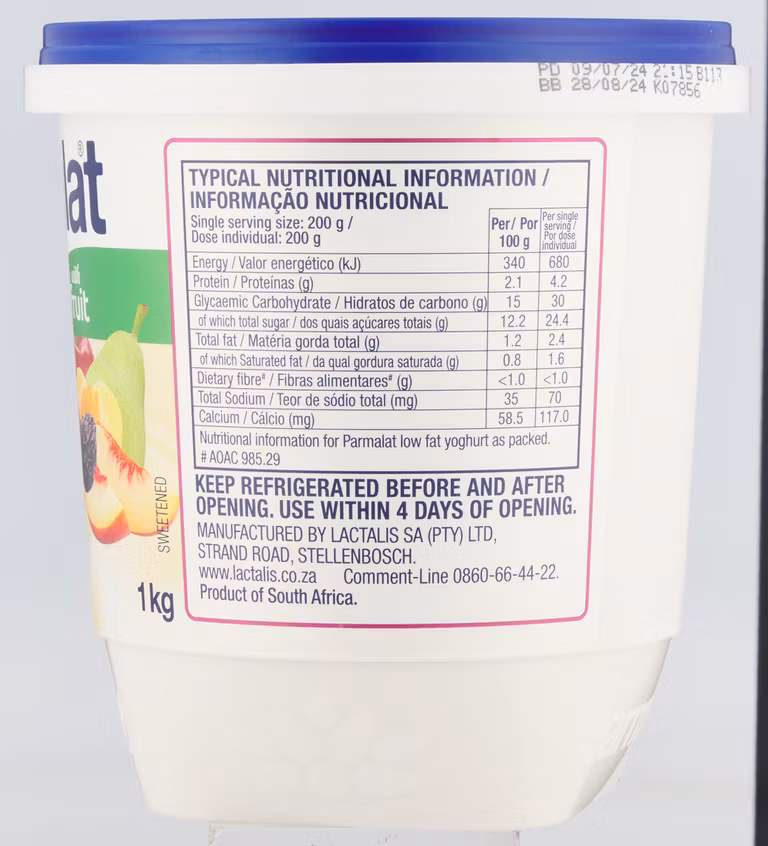 PD 09/07/24 21:15 B117
BB 28/08/24 K07856
lat®
with
fruit
SWEETENED
1kg
TYPICAL NUTRITIONAL INFORMATION /
INFORMAÇÃO NUTRICIONAL
Single serving size: 200 g /
Dose individual: 200 g
Per/ Por 100 g
Per single serving / Por dose individual
Energy / Valor energético (kJ) 340 680
Protein / Proteínas (g) 2.1 4.2
Glycaemic Carbohydrate / Hidratos de carbono (g) 15 30
of which total sugar / dos quais açúcares totais (g) 12.2 24.4
Total fat / Matéria gorda total (g) 1.2 2.4
of which Saturated fat / da qual gordura saturada (g) 0.8 1.6
Dietary fibre# / Fibras alimentares# (g) <1.0 <1.0
Total Sodium / Teor de sódio total (mg) 35 70
Calcium / Cálcio (mg) 58.5 117.0
Nutritional information for Parmalat low fat yoghurt as packed.
# AOAC 985.29
KEEP REFRIGERATED BEFORE AND AFTER
OPENING. USE WITHIN 4 DAYS OF OPENING.
MANUFACTURED BY LACTALIS SA (PTY) LTD,
STRAND ROAD, STELLENBOSCH.
www.lactalis.co.za Comment-Line 0860-66-44-22.
Product of South Africa.